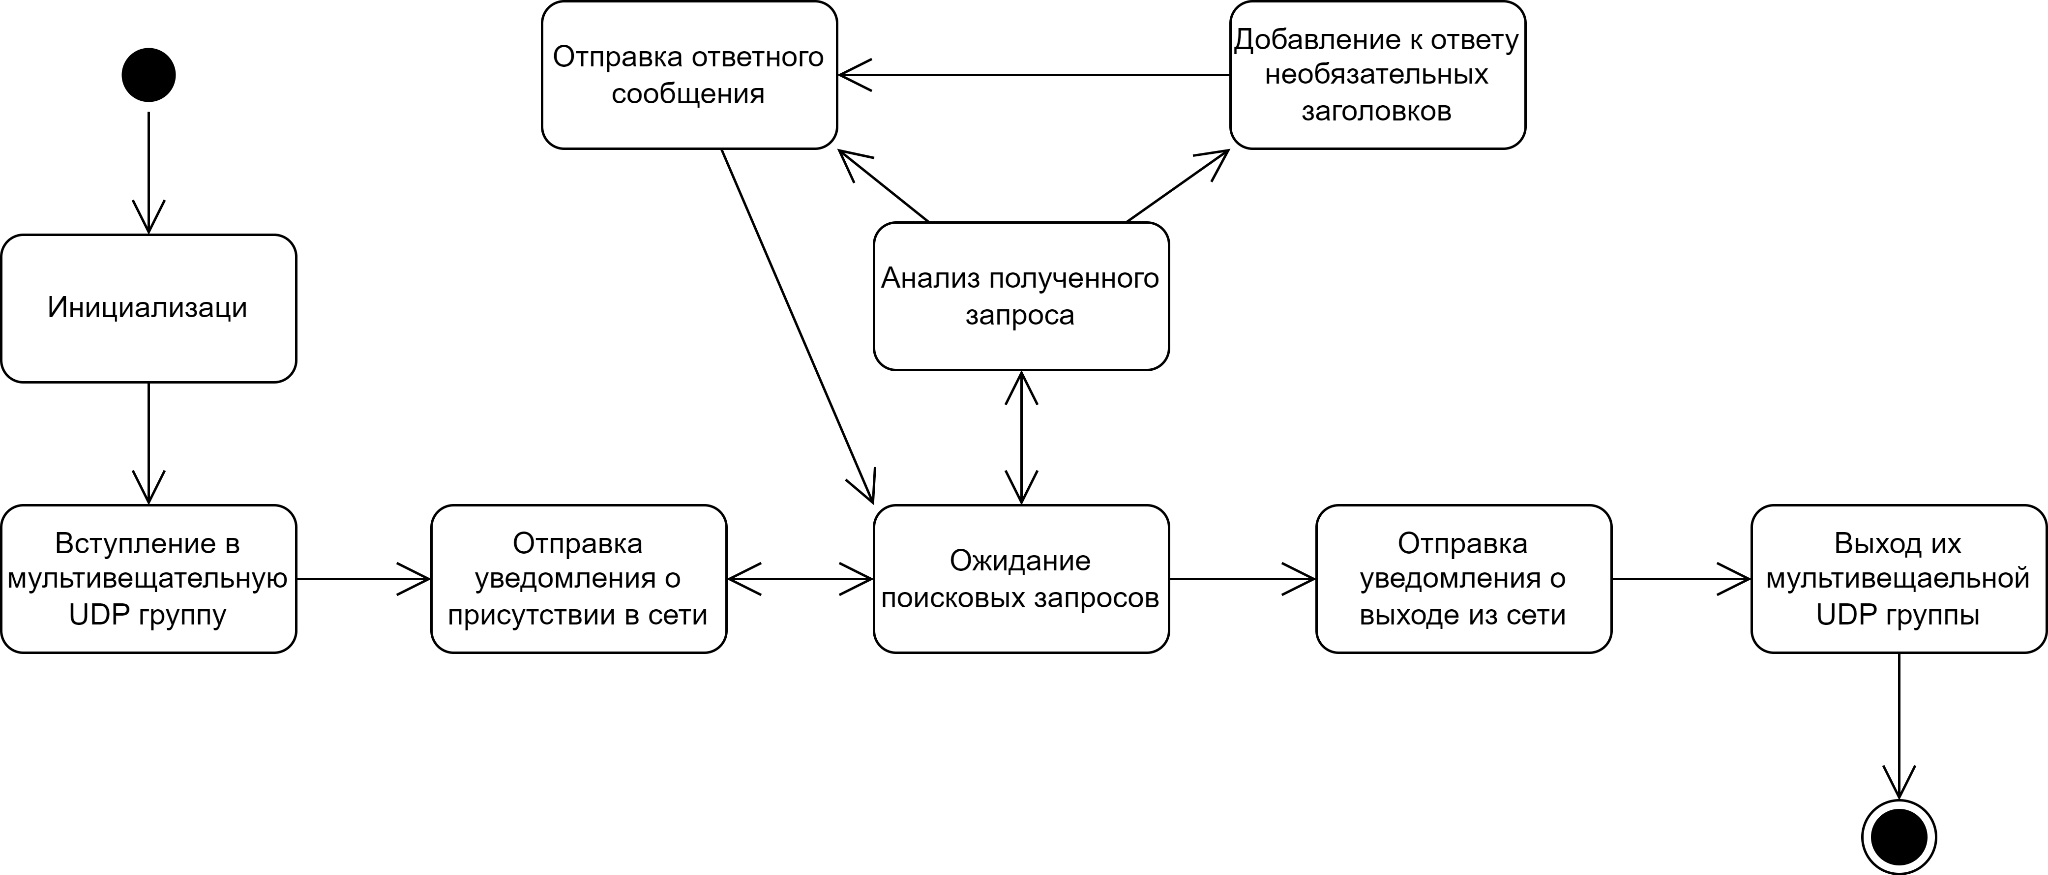 Отправка ответного
сообщения
Добавление к ответу
необязательных
заголовков
Анализ полученного
запроса
Инициализаци
Вступление в
мультивещательную
UDP группу
Отправка
уведомления о
присутствии в сети
Ожидание
поисковых запросов
Отправка
уведомления о
выходе из сети
Выход их
мультивещаельной
UDP группы